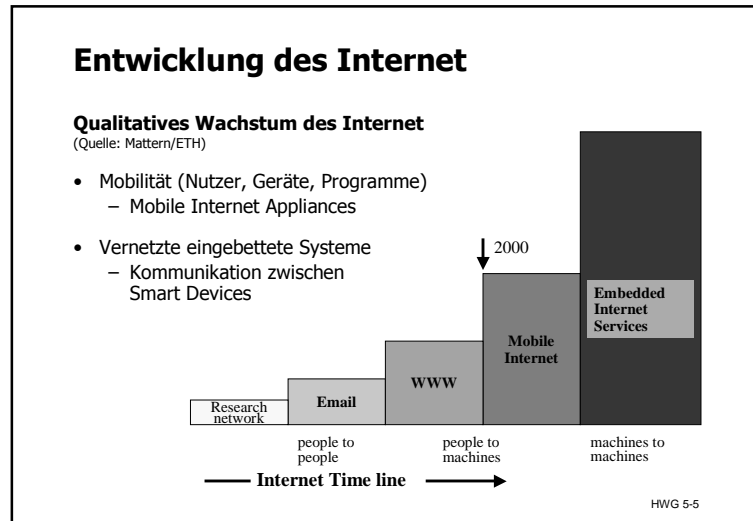 Entwicklung des Internet
Qualitatives Wachstum des Internet
(Quelle: Mattern/ETH)
• Mobilität (Nutzer, Geräte, Programme)
– Mobile Internet Appliances
• Vernetzte eingebettete Systeme
– Kommunikation zwischen
Smart Devices
2000
Embedded
Internet
Services
Mobile
Internet
WWW
Email
Research
network
people to
people
people to
machines
machines to
machines
Internet Time line
HWG 5-5